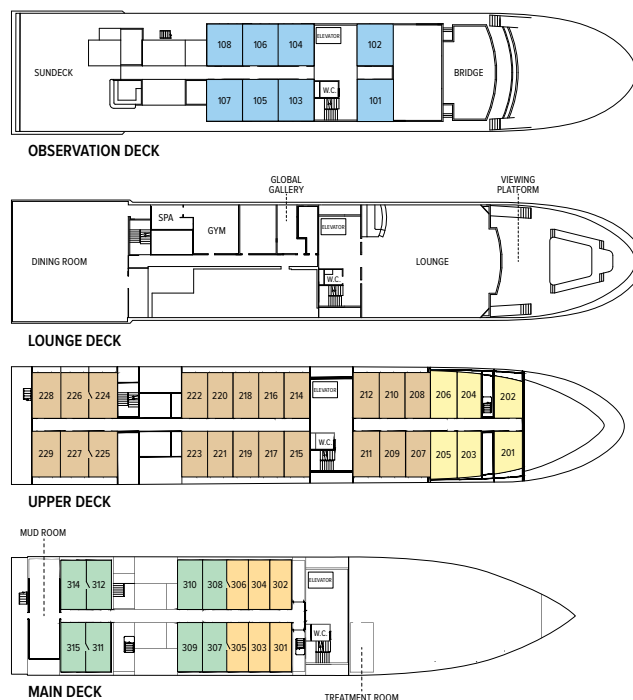 108 106 104 ELEVATOR 102
SUNDECK
BRIDGE
W.C.
107 105 103 101
OBSERVATION DECK
GLOBAL
GALLERY
VIEWING
PLATFORM
SPA
GYM
ELEVATOR
DINING ROOM
LOUNGE
W.C.
LOUNGE DECK
228 226 224 222 220 218 216 214 ELEVATOR 212 210 208 206 204 202
W.C.
229 227 225 223 221 219 217 215 211 209 207 205 203 201
UPPER DECK
MUD ROOM
314 312 310 308 306 304 302 ELEVATOR
W.C.
315 311 309 307 305 303 301
MAIN DECK
TREATMENT ROOM